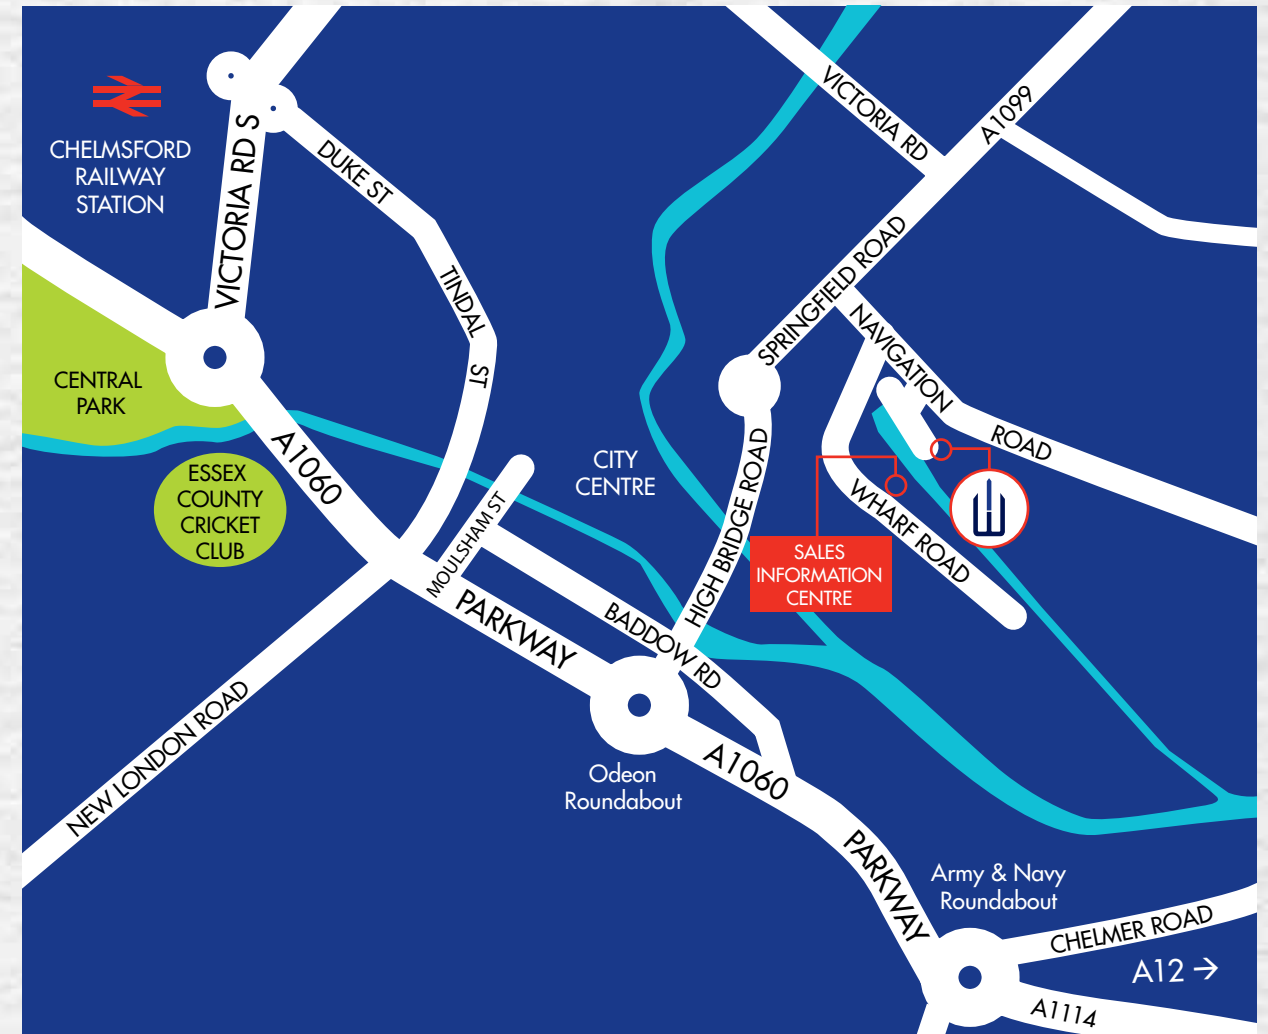 CHELMSFORD
RAILWAY
STATION
VICTORIA RD S
DUKE ST
TINDAL
ST
VICTORIA RD
A1099
SPRINGFIELD ROAD
NAVIGATION
ROAD
CENTRAL
PARK
ESSEX
COUNTY
CRICKET
CLUB
A1060
CITY
CENTRE
HIGH BRIDGE ROAD
WHARF ROAD
SALES
INFORMATION
CENTRE
MOULSHAM ST
PARKWAY
BADDOW RD
NEW LONDON ROAD
Odeon
Roundabout
A1060
PARKWAY
Army & Navy
Roundabout
CHELMER ROAD
A12 →
A1114